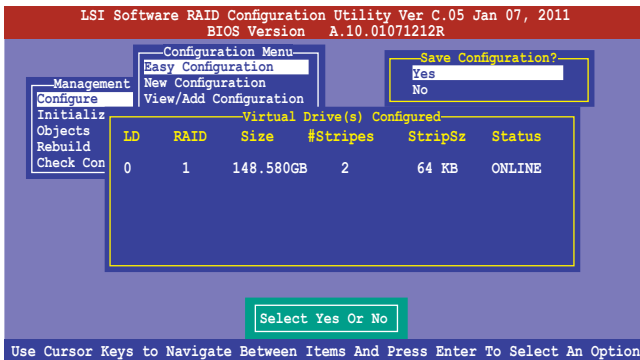 LSI Software RAID Configuration Utility Ver C.05 Jan 07, 2011
BIOS Version A.10.01071212R
Configuration Menu
Easy Configuration
New Configuration
View/Add Configuration
Save Configuration?
Yes
No
Management
Configure
Initializ
Objects
Rebuild
Check Con
Virtual Drive(s) Configured
LD RAID Size #Stripes StripSz Status
0 1 148.580GB 2 64 KB ONLINE
Select Yes Or No
Use Cursor Keys to Navigate Between Items And Press Enter To Select An Option